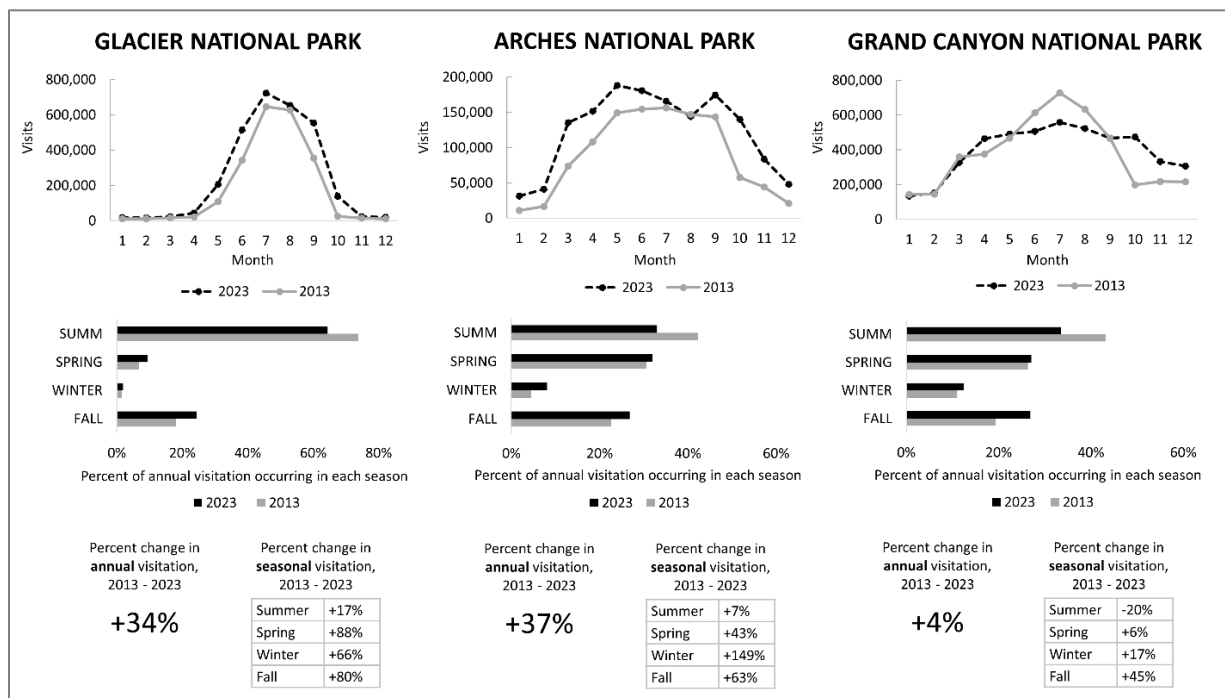 GLACIER NATIONAL PARK
800,000
600,000
400,000
200,000
0
Visits
1 2 3 4 5 6 7 8 9 10 11 12
Month
2023 2013
SUMM
SPRING
WINTER
FALL
0% 20% 40% 60% 80%
Percent of annual visitation occurring in each season
2023 2013
Percent change in
annual visitation,
2013 - 2023
+34%
Percent change in
seasonal visitation,
2013 - 2023
Summer +17%
Spring +88%
Winter +66%
Fall +80%
ARCHES NATIONAL PARK
200,000
150,000
100,000
50,000
0
Visits
1 2 3 4 5 6 7 8 9 10 11 12
Month
2023 2013
SUMM
SPRING
WINTER
FALL
0% 20% 40% 60%
Percent of annual visitation occurring in each season
2023 2013
Percent change in
annual visitation,
2013 - 2023
+37%
Percent change in
seasonal visitation,
2013 - 2023
Summer +7%
Spring +43%
Winter +149%
Fall +63%
GRAND CANYON NATIONAL PARK
800,000
600,000
400,000
200,000
0
Visits
1 2 3 4 5 6 7 8 9 10 11 12
Month
2023 2013
SUMM
SPRING
WINTER
FALL
0% 20% 40% 60%
Percent of annual visitation occurring in each season
2023 2013
Percent change in
annual visitation,
2013 - 2023
+4%
Percent change in
seasonal visitation,
2013 - 2023
Summer -20%
Spring +6%
Winter +17%
Fall +45%